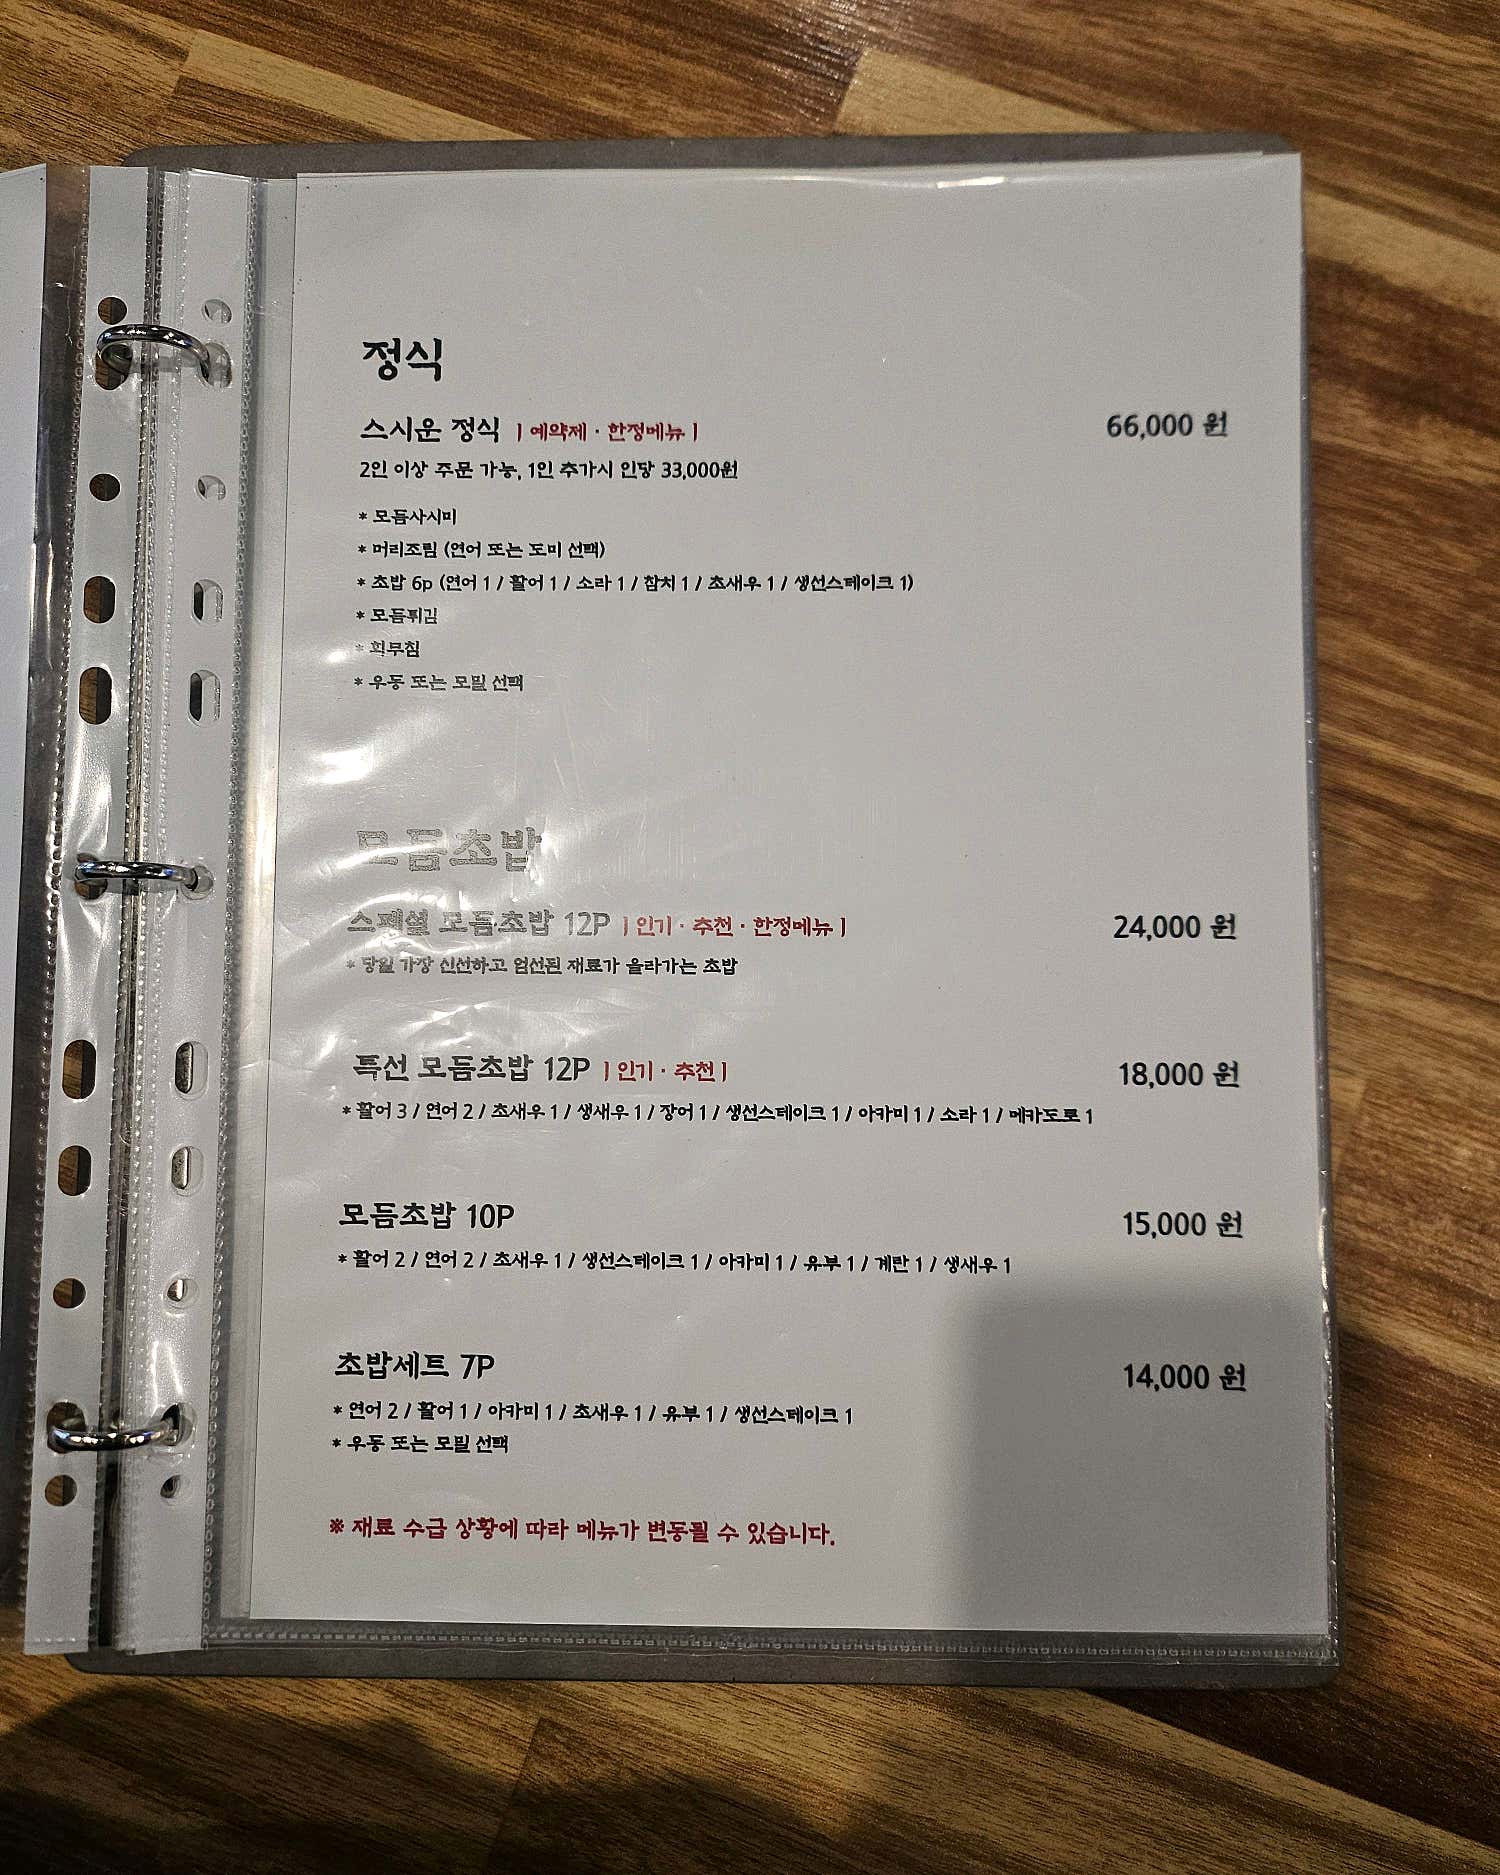 정식
스시운 정식 | 예약제 · 한정메뉴 | 66,000 원
2인 이상 주문 가능, 1인 추가시 인당 33,000원
* 모듬사시미
* 머리조림 (연어 또는 도미 선택)
* 초밥 6p (연어 1 / 활어 1 / 소라 1 / 참치 1 / 초새우 1 / 생선스테이크 1)
* 모듬튀김
* 회무침
* 우동 또는 모밀 선택
모듬초밥
스페셜 모듬초밥 12P | 인기 · 추천 · 한정메뉴 | 24,000 원
* 당일 가장 신선하고 엄선된 재료가 올라가는 초밥
특선 모듬초밥 12P | 인기 · 추천 | 18,000 원
* 활어 3 / 연어 2 / 초새우 1 / 생새우 1 / 장어 1 / 생선스테이크 1 / 아카미 1 / 소라 1 / 메카도로 1
모듬초밥 10P 15,000 원
* 활어 2 / 연어 2 / 초새우 1 / 생선스테이크 1 / 아카미 1 / 유부 1 / 계란 1 / 생새우 1
초밥세트 7P 14,000 원
* 연어 2 / 활어 1 / 아카미 1 / 초새우 1 / 유부 1 / 생선스테이크 1
* 우동 또는 모밀 선택
※ 재료 수급 상황에 따라 메뉴가 변동될 수 있습니다.